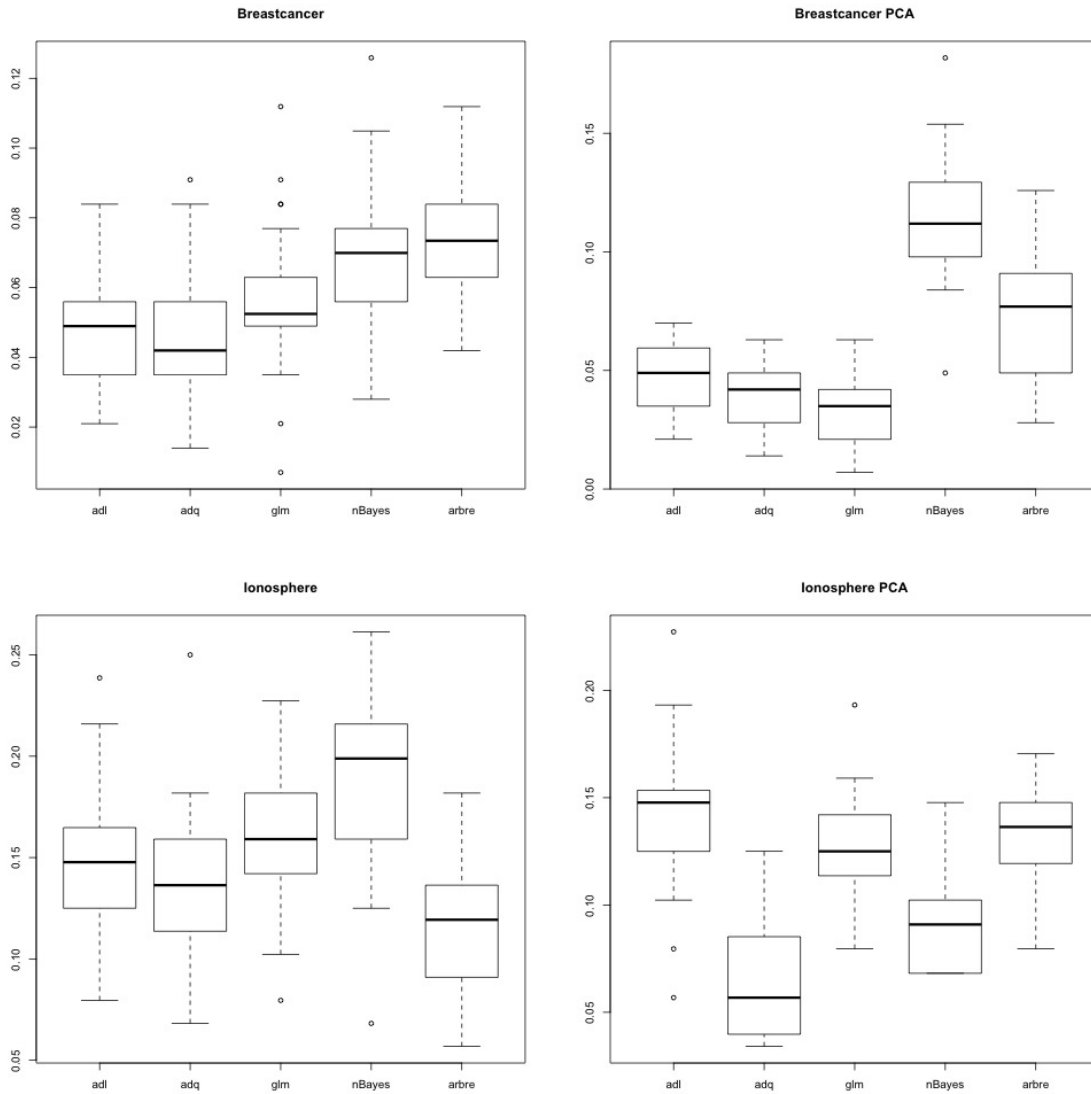 Breastcancer
0.12
0.10
0.08
0.06
0.04
0.02
adl adq glm nBayes arbre
Breastcancer PCA
0.15
0.10
0.05
0.00
adl adq glm nBayes arbre
Ionosphere
0.25
0.20
0.15
0.10
0.05
adl adq glm nBayes arbre
Ionosphere PCA
0.20
0.15
0.10
0.05
adl adq glm nBayes arbre